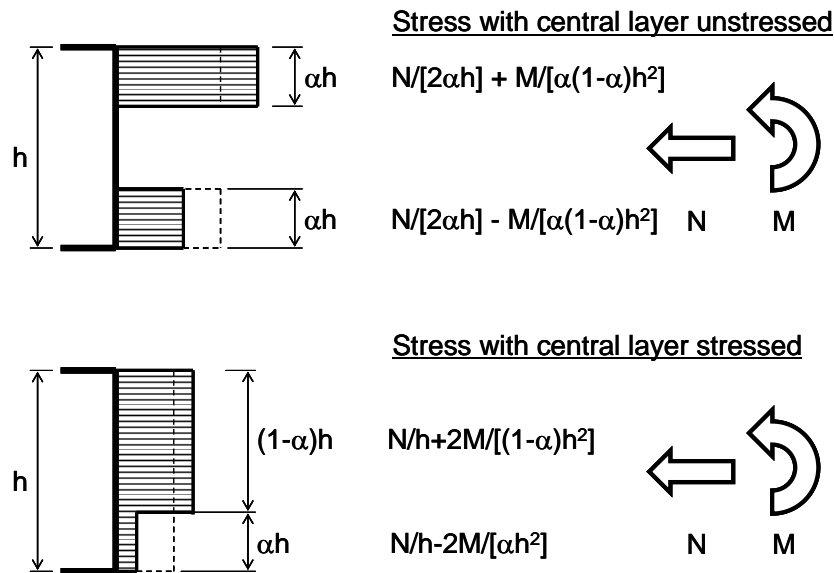 Stress with central layer unstressed
αh
N/[2αh] + M/[α(1-α)h²]
h
αh
N/[2αh] - M/[α(1-α)h²]
N
M
Stress with central layer stressed
(1-α)h
N/h+2M/[(1-α)h²]
h
αh
N/h-2M/[αh²]
N
M